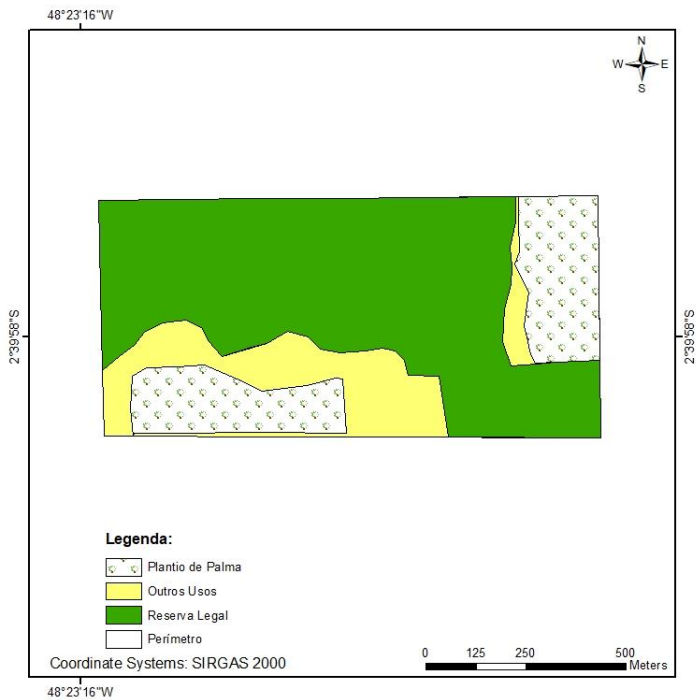 48°23'16"W
N
W E
S
2°39'58"S
2°39'58"S
Legenda:
Plantio de Palma
Outros Usos
Reserva Legal
Perímetro
Coordinate Systems: SIRGAS 2000
0 125 250 500
Meters
48°23'16"W